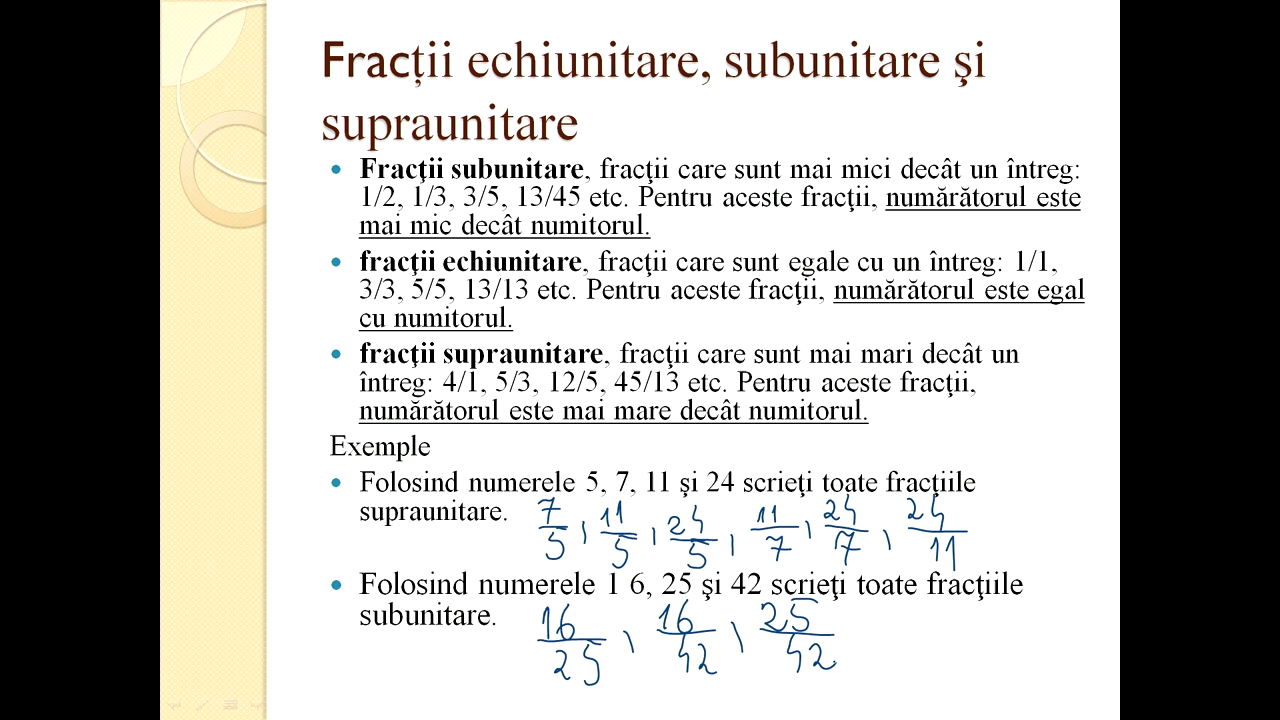 Fracții echiunitare, subunitare şi
supraunitare
• Fracţii subunitare, fracţii care sunt mai mici decât un întreg:
1/2, 1/3, 3/5, 13/45 etc. Pentru aceste fracţii, numărătorul este
mai mic decât numitorul.
• fracţii echiunitare, fracţii care sunt egale cu un întreg: 1/1,
3/3, 5/5, 13/13 etc. Pentru aceste fracţii, numărătorul este egal
cu numitorul.
• fracţii supraunitare, fracţii care sunt mai mari decât un
întreg: 4/1, 5/3, 12/5, 45/13 etc. Pentru aceste fracţii,
numărătorul este mai mare decât numitorul.
Exemple
• Folosind numerele 5, 7, 11 şi 24 scrieţi toate fracţiile
supraunitare. 7/5, 11/5, 24/5, 11/7, 24/7, 24/11
• Folosind numerele 1 6, 25 şi 42 scrieţi toate fracţiile
subunitare. 16/25, 16/42, 25/42